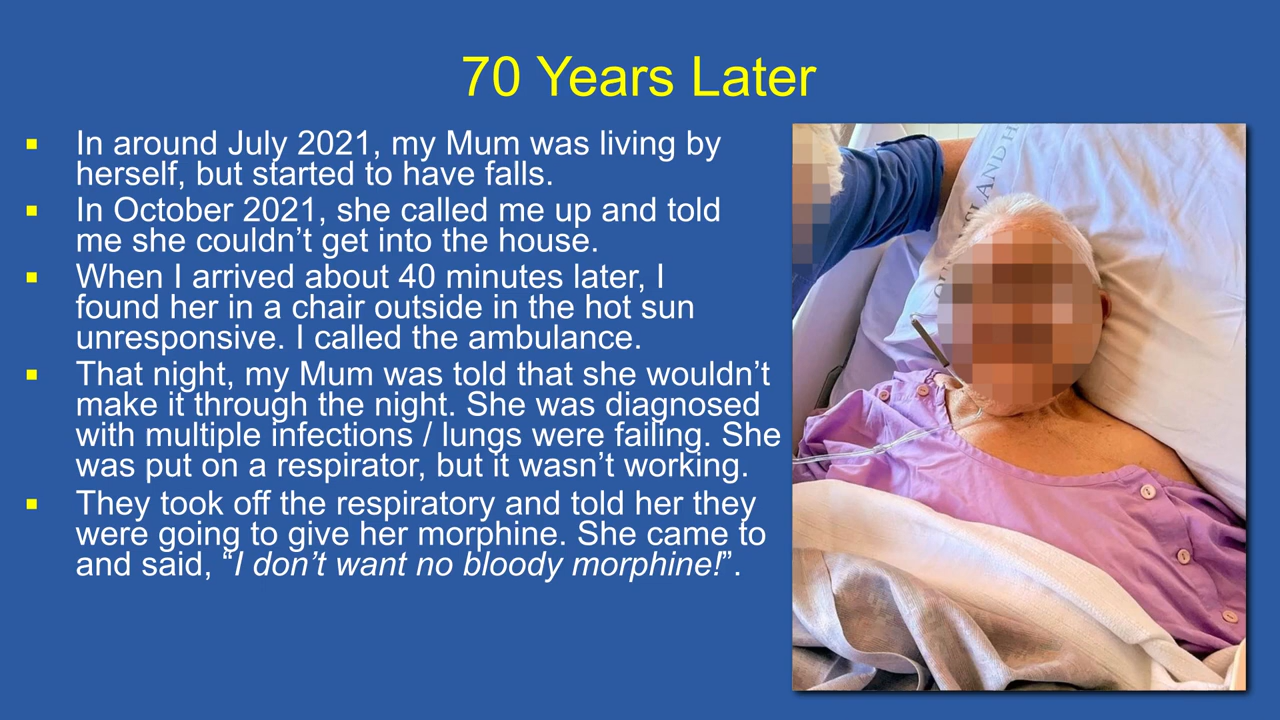 70 Years Later
▪ In around July 2021, my Mum was living by
herself, but started to have falls.
▪ In October 2021, she called me up and told
me she couldn’t get into the house.
▪ When I arrived about 40 minutes later, I
found her in a chair outside in the hot sun
unresponsive. I called the ambulance.
▪ That night, my Mum was told that she wouldn’t
make it through the night. She was diagnosed
with multiple infections / lungs were failing. She
was put on a respirator, but it wasn’t working.
▪ They took off the respiratory and told her they
were going to give her morphine. She came to
and said, “I don’t want no bloody morphine!”.